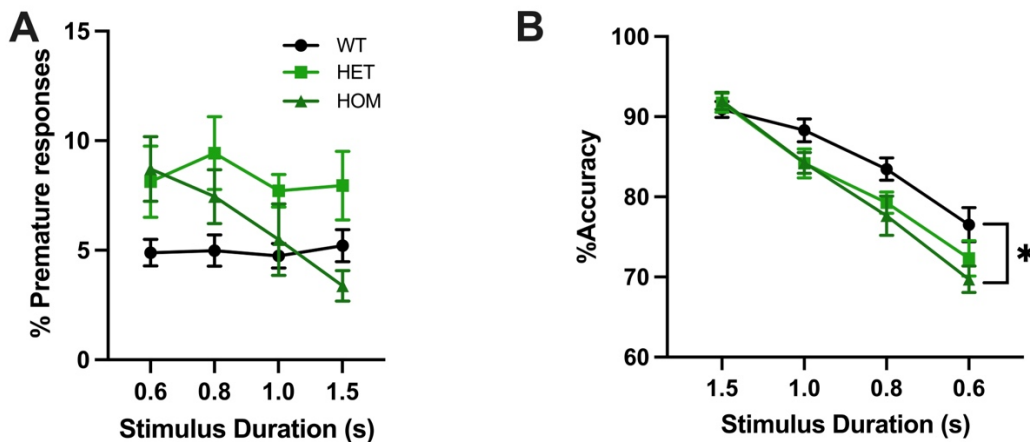 A
% Premature responses
15
10
5
0
WT
HET
HOM
0.6 0.8 1.0 1.5
Stimulus Duration (s)
B
%Accuracy
100
90
80
70
60
*
1.5 1.0 0.8 0.6
Stimulus Duration (s)